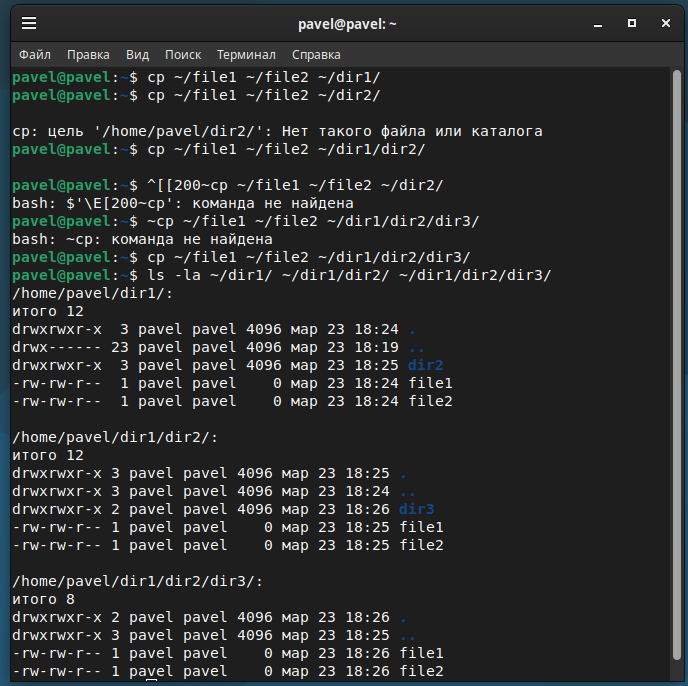 pavel@pavel: ~
Файл Правка Вид Поиск Терминал Справка
pavel@pavel:~$ cp ~/file1 ~/file2 ~/dir1/
pavel@pavel:~$ cp ~/file1 ~/file2 ~/dir2/
cp: цель '/home/pavel/dir2/': Нет такого файла или каталога
pavel@pavel:~$ cp ~/file1 ~/file2 ~/dir1/dir2/
pavel@pavel:~$ ^[[200~cp ~/file1 ~/file2 ~/dir2/
bash: $'\E[200~cp': команда не найдена
pavel@pavel:~$ ~cp ~/file1 ~/file2 ~/dir1/dir2/dir3/
bash: ~cp: команда не найдена
pavel@pavel:~$ cp ~/file1 ~/file2 ~/dir1/dir2/dir3/
pavel@pavel:~$ ls -la ~/dir1/ ~/dir1/dir2/ ~/dir1/dir2/dir3/
/home/pavel/dir1/:
итого 12
drwxrwxr-x  3 pavel pavel 4096 мар 23 18:24 .
drwx------ 23 pavel pavel 4096 мар 23 18:19 ..
drwxrwxr-x  3 pavel pavel 4096 мар 23 18:25 dir2
-rw-rw-r--  1 pavel pavel    0 мар 23 18:24 file1
-rw-rw-r--  1 pavel pavel    0 мар 23 18:24 file2
/home/pavel/dir1/dir2/:
итого 12
drwxrwxr-x 3 pavel pavel 4096 мар 23 18:25 .
drwxrwxr-x 3 pavel pavel 4096 мар 23 18:24 ..
drwxrwxr-x 2 pavel pavel 4096 мар 23 18:26 dir3
-rw-rw-r-- 1 pavel pavel    0 мар 23 18:25 file1
-rw-rw-r-- 1 pavel pavel    0 мар 23 18:25 file2
/home/pavel/dir1/dir2/dir3/:
итого 8
drwxrwxr-x 2 pavel pavel 4096 мар 23 18:26 .
drwxrwxr-x 3 pavel pavel 4096 мар 23 18:25 ..
-rw-rw-r-- 1 pavel pavel    0 мар 23 18:26 file1
-rw-rw-r-- 1 pavel pavel    0 мар 23 18:26 file2